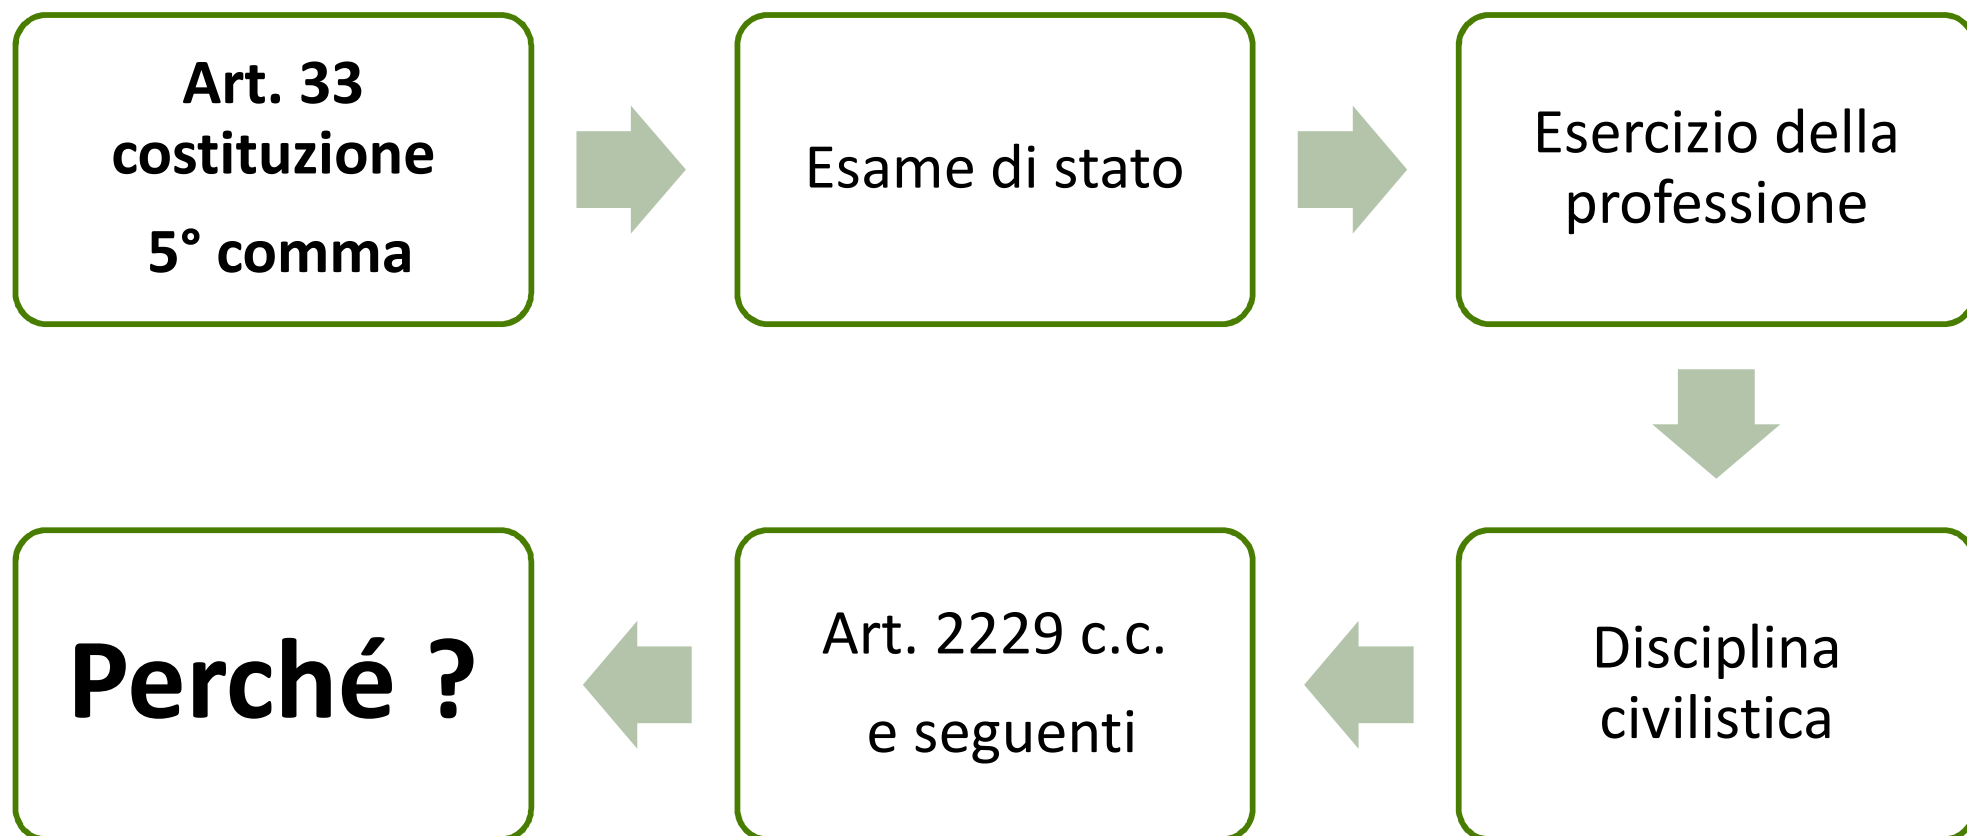 Art. 33
costituzione
5° comma
Esame di stato
Esercizio della
professione
Disciplina
civilistica
Art. 2229 c.c.
e seguenti
Perché ?